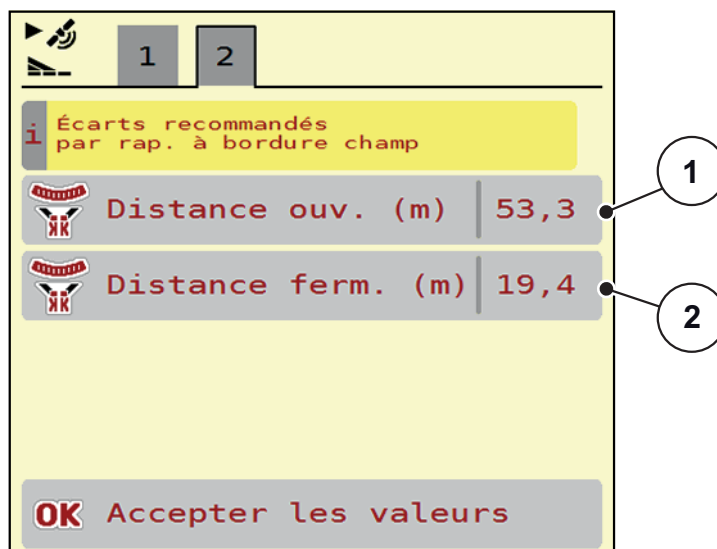 1 2
i Écarts recommandés
par rap. à bordure champ
Distance ouv. (m) 53,3
1
Distance ferm. (m) 19,4
2
OK Accepter les valeurs